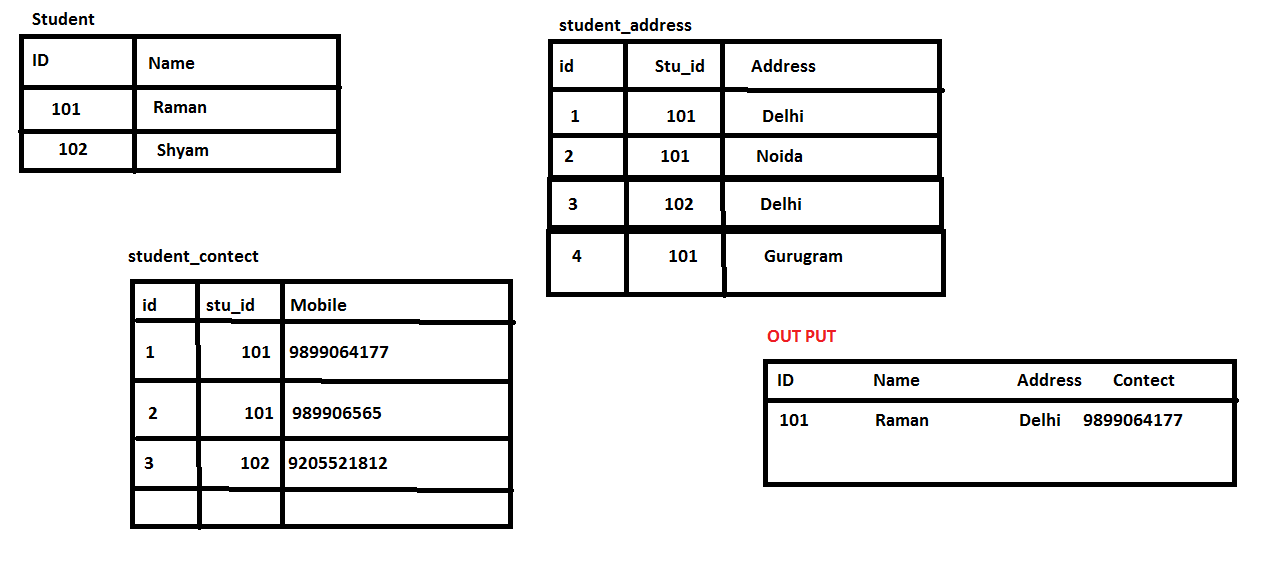 Student
ID Name
101 Raman
102 Shyam
student_address
id Stu_id Address
1 101 Delhi
2 101 Noida
3 102 Delhi
4 101 Gurugram
student_contect
id stu_id Mobile
1 101 9899064177
2 101 989906565
3 102 9205521812
OUT PUT
ID Name Address Contect
101 Raman Delhi 9899064177